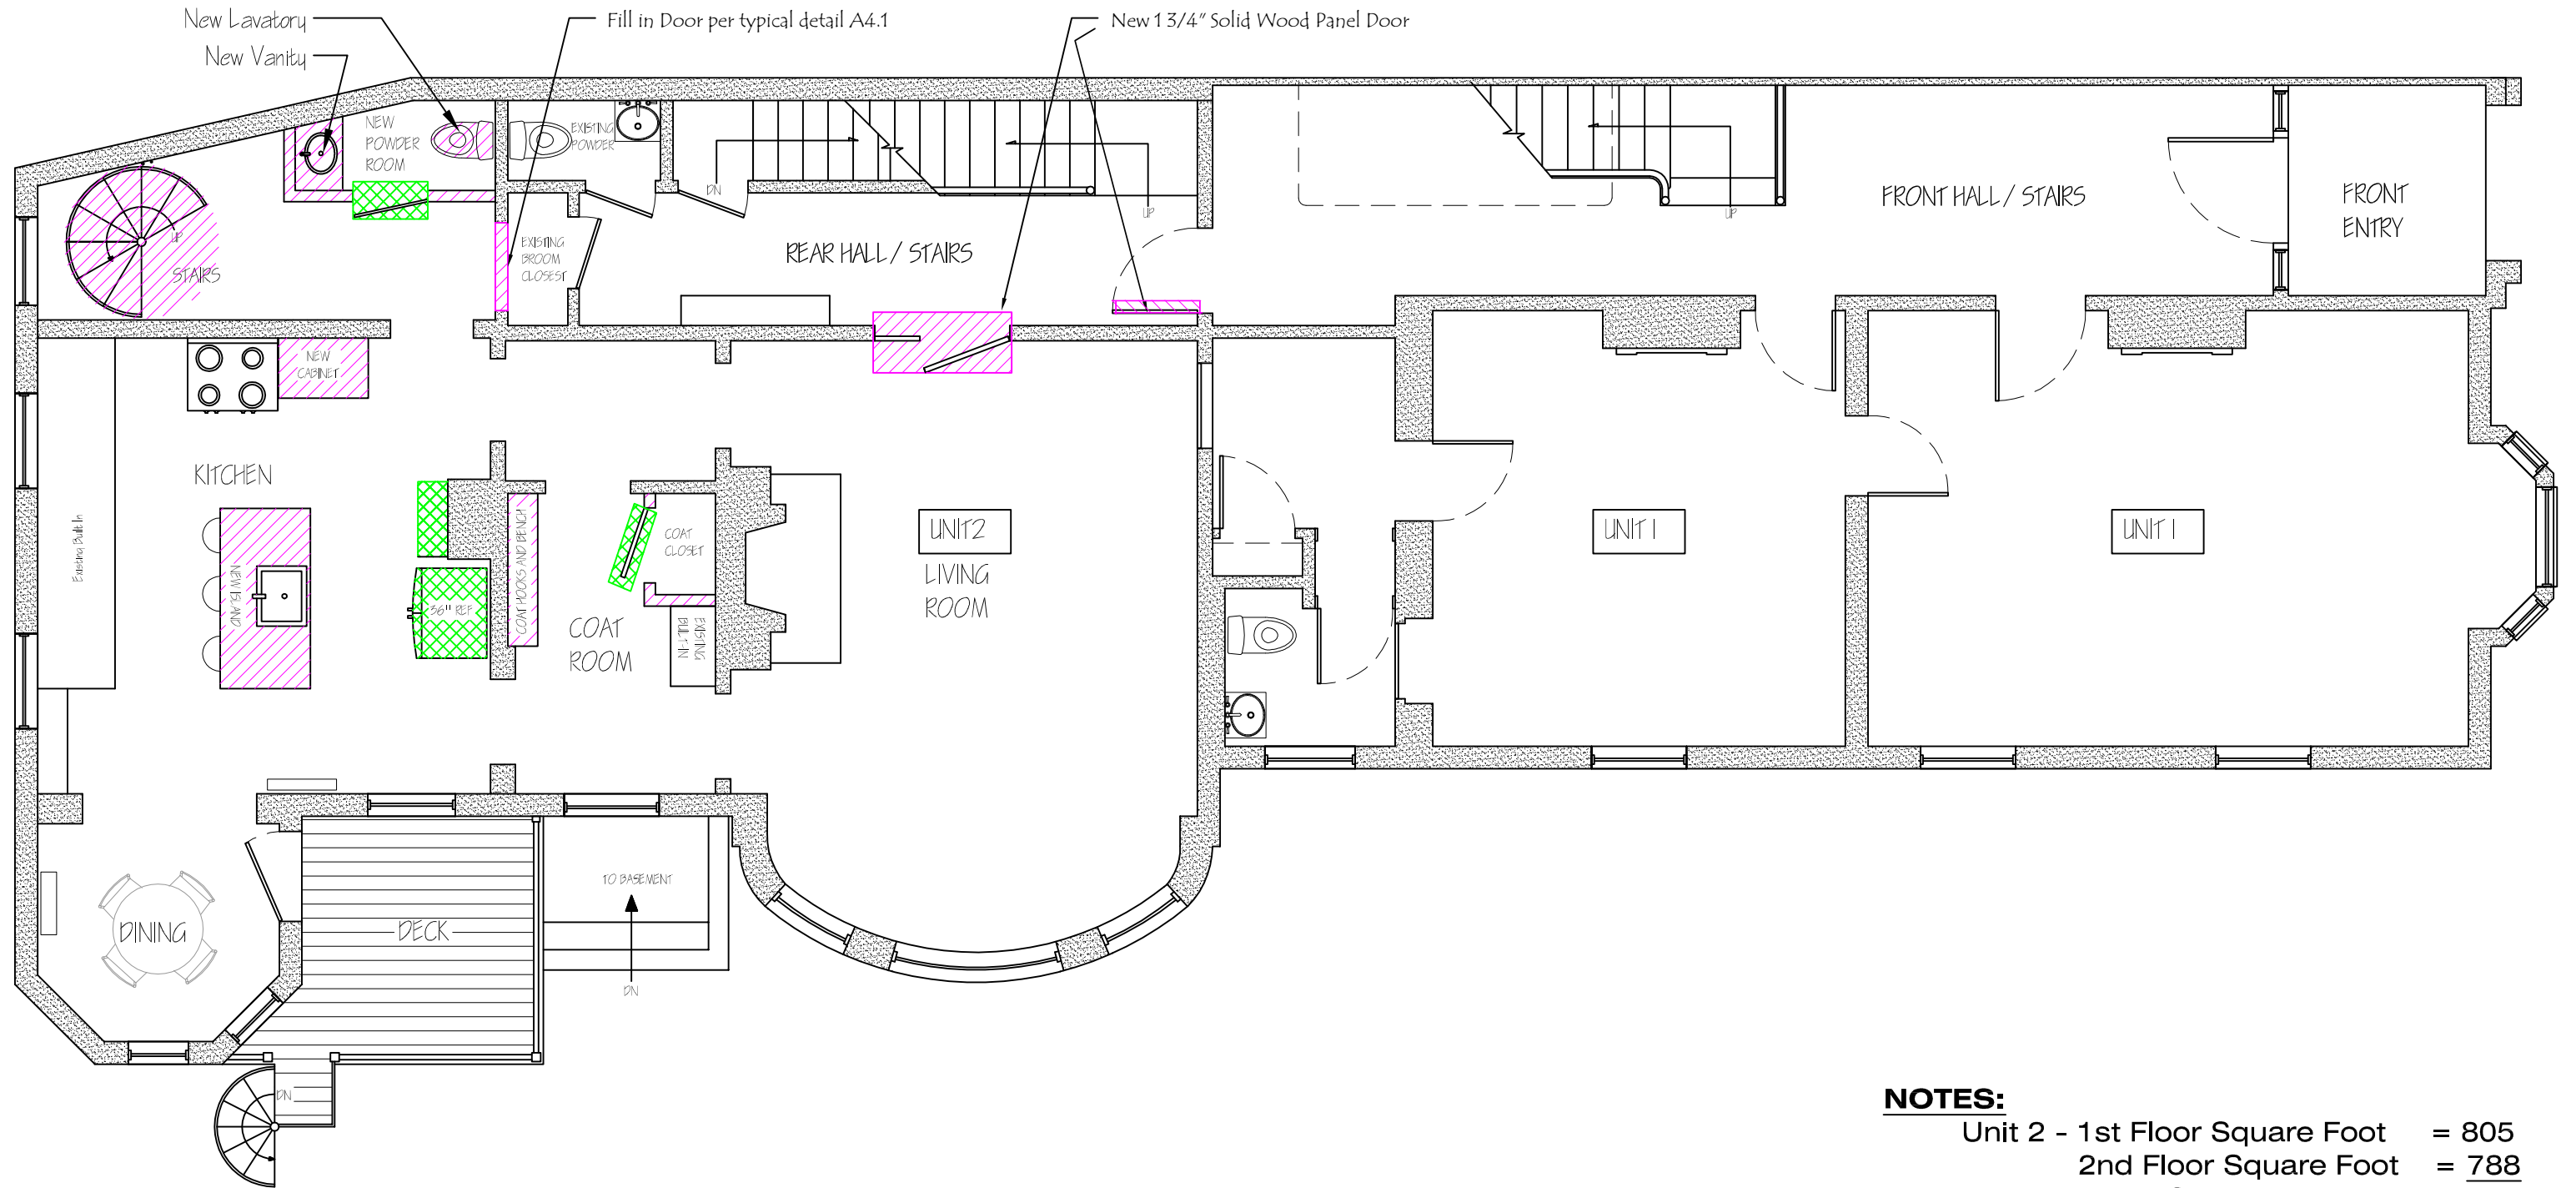 New Lavatory
New Vanity
Fill in Door per typical detail A4.1
New 1 3/4" Solid Wood Panel Door
NEW
POWDER
ROOM
EXISTING
POWDER
DN
UP
UP
FRONT HALL / STAIRS
FRONT
ENTRY
UP
STAIRS
EXISTING
BROOM
CLOSEST
REAR HALL / STAIRS
NEW
CABINET
KITCHEN
Existing Built In
NEW ISLAND
36" REF
COAT HOOKS AND BENCH
COAT
CLOSET
COAT
ROOM
EXISTING
BUILT-IN
UNIT 2
LIVING
ROOM
UNIT 1
UNIT 1
TO BASEMENT
DN
DINING
DECK
DN
NOTES:
Unit 2 - 1st Floor Square Foot = 805
2nd Floor Square Foot = 788